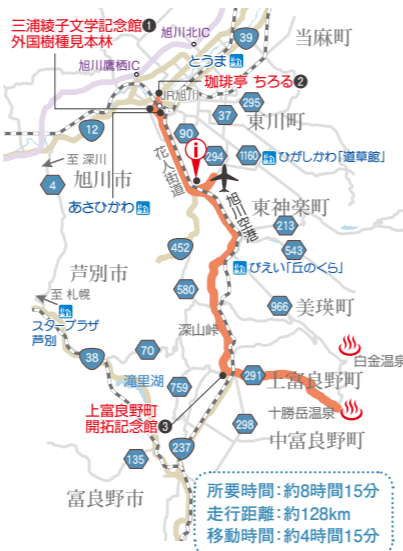 三浦綾子文学記念館❶
外国樹種見本林
旭川北IC
39
当麻町
旭川鷹栖IC
とうま
珈琲亭 ちろる❷
JR旭川
295
37
東川町
12
90
294
1160
ひがしかわ「道草館」
至 深川
4
旭川市
花人街道
i
あさひかわ
旭川空港
東神楽町
213
452
543
びえい「丘のくら」
芦別市
580
至 札幌
966
美瑛町
スタープラザ
芦別
深山峠
38
70
白金温泉
滝里湖
759
291
上富良野町
十勝岳温泉
上富良野町
開拓記念館❸
298
中富良野町
237
135
富良野市
所要時間:約8時間15分
走行距離:約128km
移動時間:約4時間15分